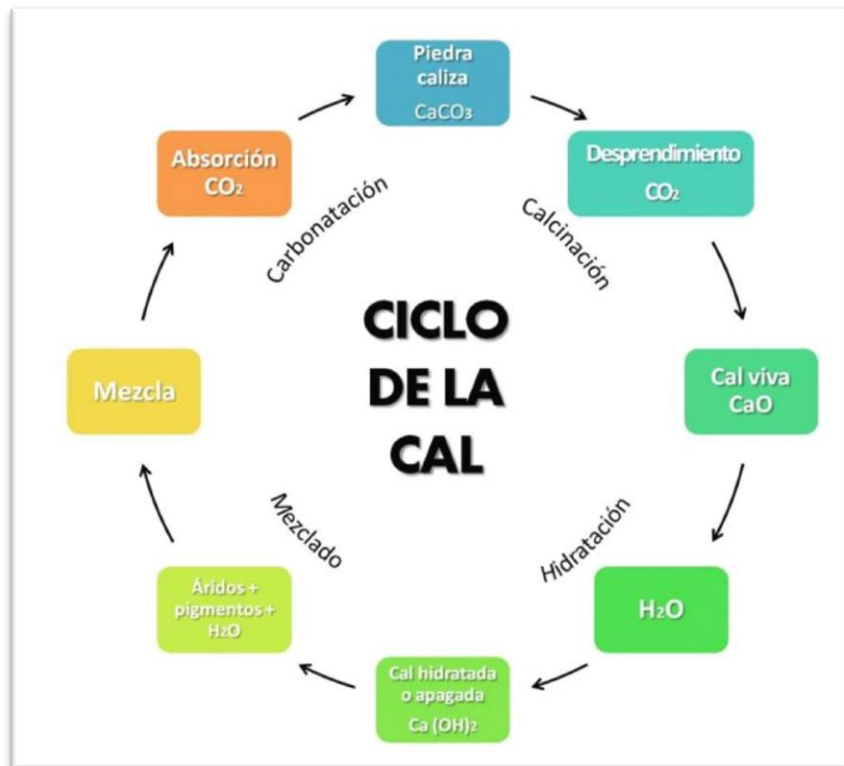 Piedra
caliza
CaCO₃
Desprendimiento
CO₂
Calcinación
Cal viva
CaO
Hidratación
H₂O
Cal hidratada
o apagada
Ca (OH)₂
Áridos +
pigmentos +
H₂O
Mezclado
Mezcla
Absorción
CO₂
Carbonatación
CICLO
DE LA
CAL